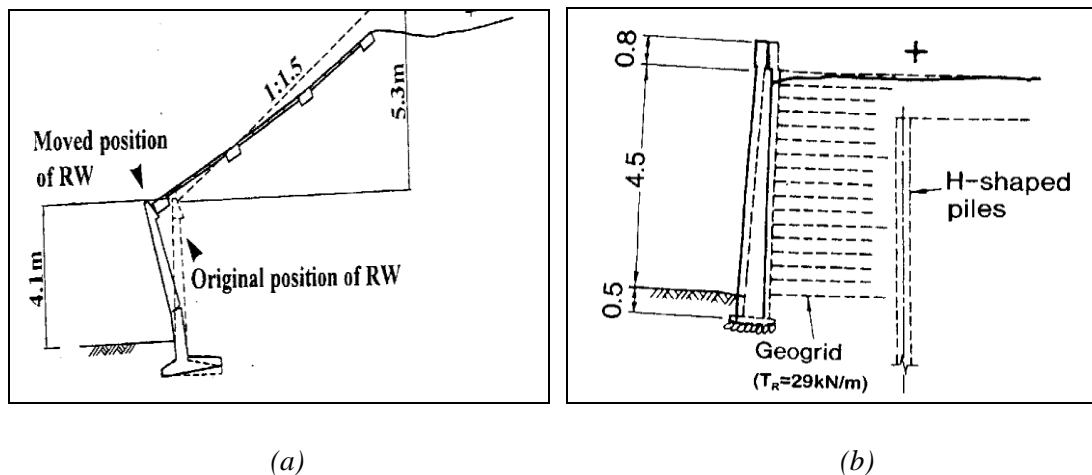 1:1.5
5.3m
Moved position
of RW
4.1m
Original position of RW
0.8
4.5
0.5
H-shaped
piles
Geogrid
(TR=29kN/m)
(a)
(b)